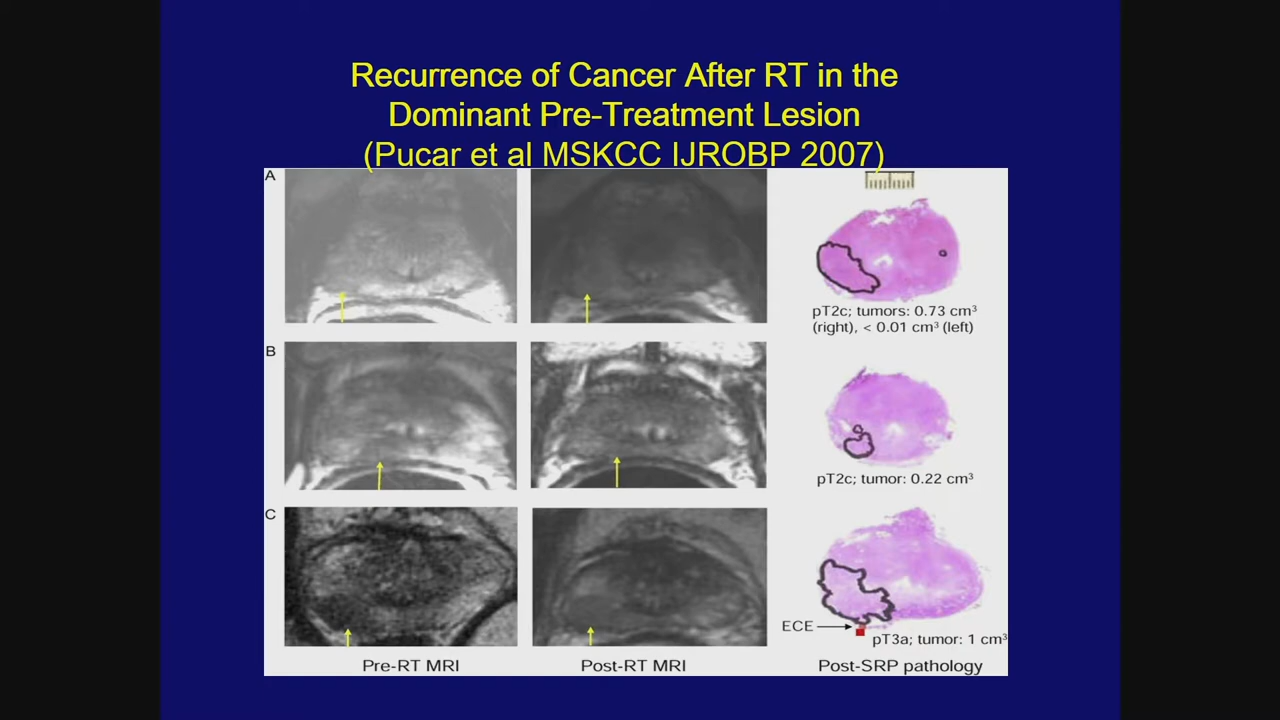 Recurrence of Cancer After RT in the
Dominant Pre-Treatment Lesion
(Pucar et al MSKCC IJROBP 2007)
A
pT2c; tumors: 0.73 cm³
(right), < 0.01 cm³ (left)
B
pT2c; tumor: 0.22 cm³
C
ECE
pT3a; tumor: 1 cm³
Pre-RT MRI
Post-RT MRI
Post-SRP pathology